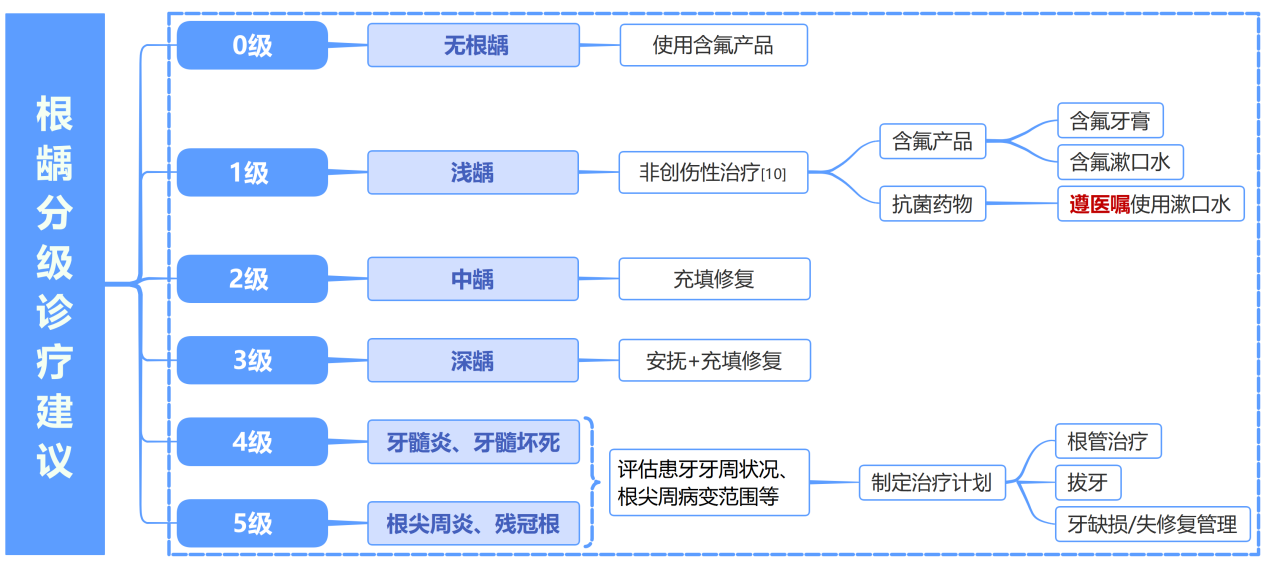 根龋分级诊疗建议
0级
无根龋
使用含氟产品
1级
浅龋
非创伤性治疗[10]
含氟产品
含氟牙膏
含氟漱口水
抗菌药物
遵医嘱使用漱口水
2级
中龋
充填修复
3级
深龋
安抚+充填修复
4级
牙髓炎、牙髓坏死
5级
根尖周炎、残冠根
评估患牙牙周状况、
根尖周病变范围等
制定治疗计划
根管治疗
拔牙
牙缺损/失修复管理